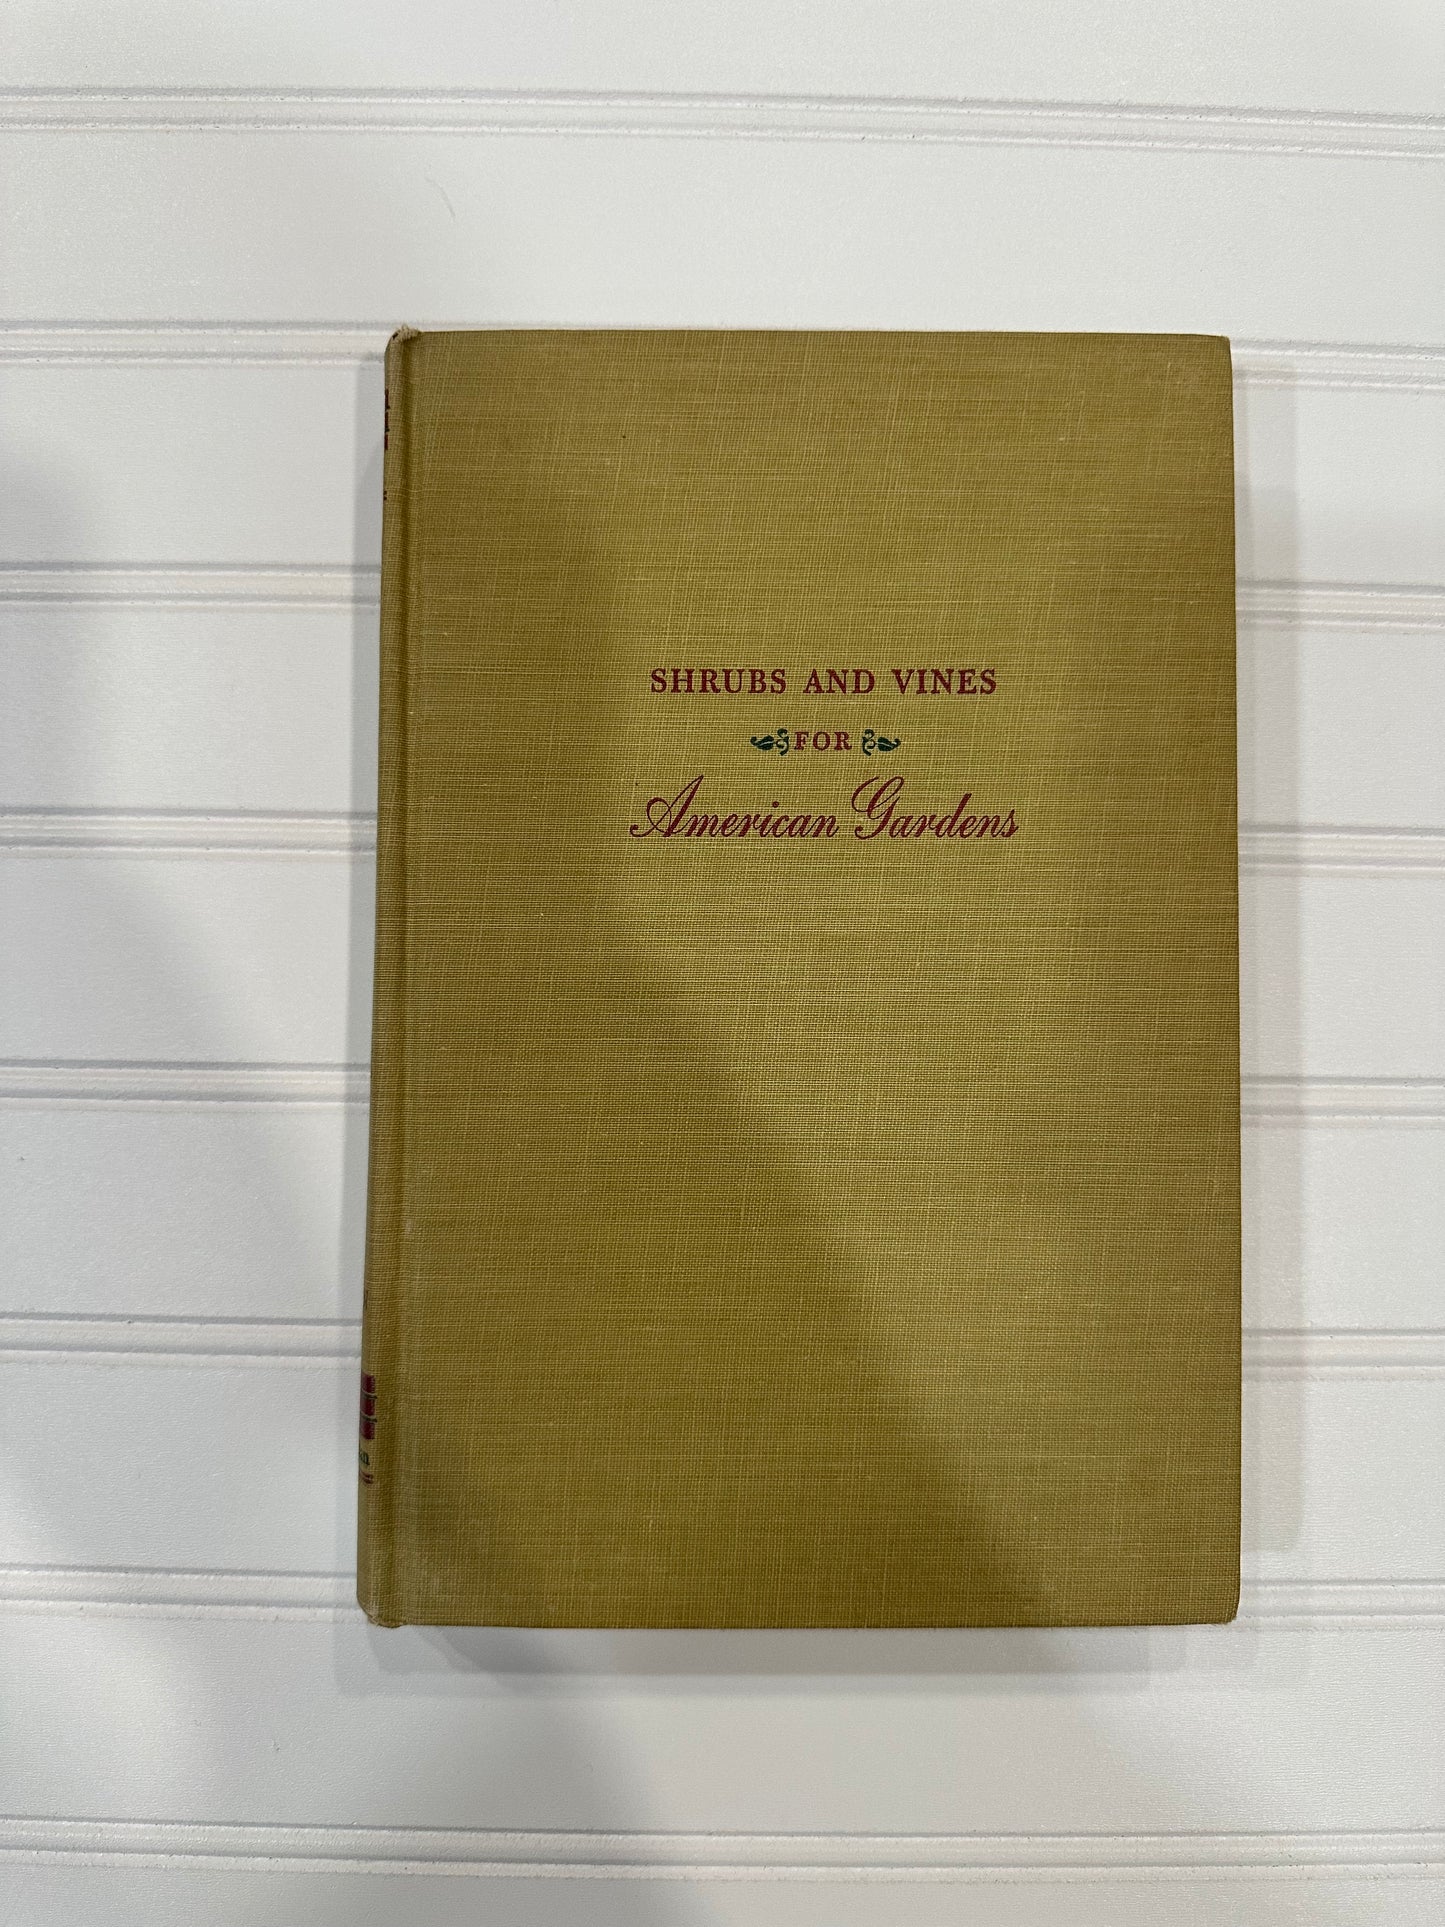 SHRUBS AND VINES
FOR
American Gardens